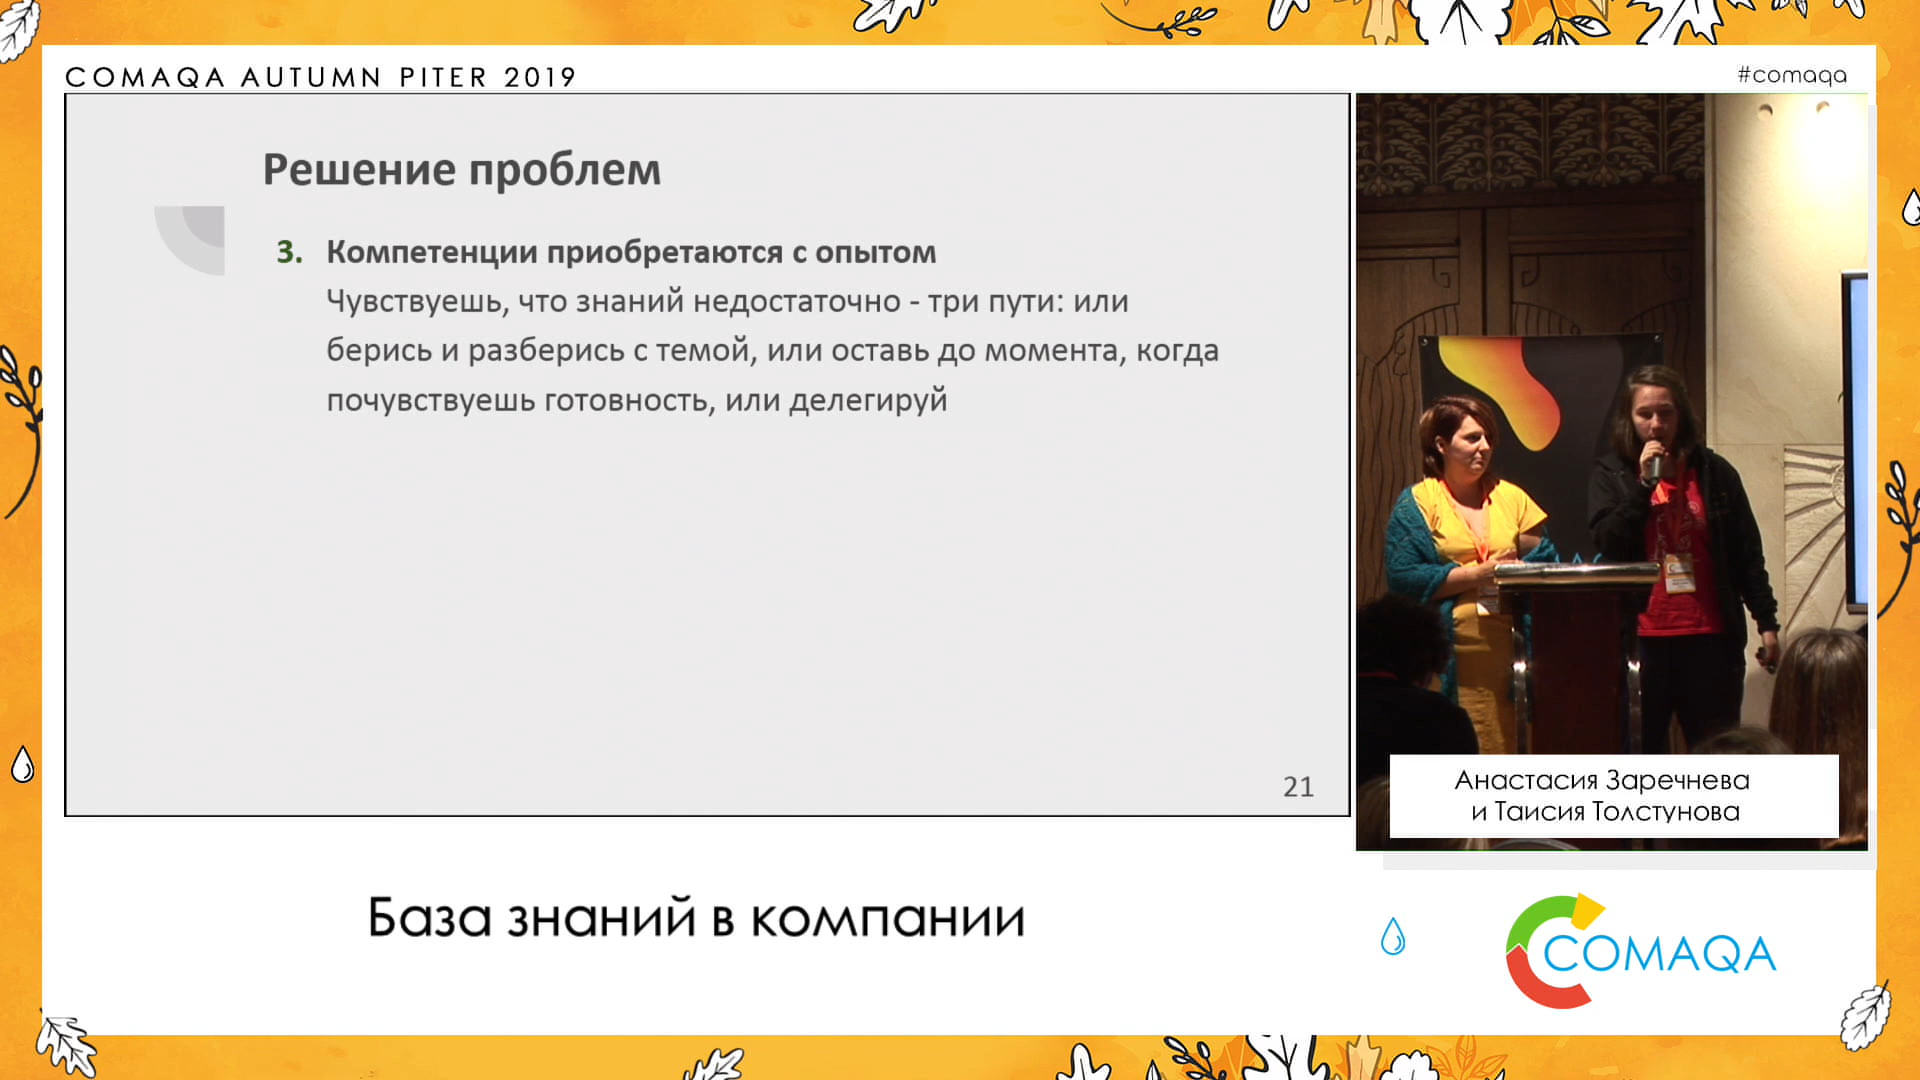 COMAQA AUTUMN PITER 2019
#comaqa
Решение проблем
3. Компетенции приобретаются с опытом
Чувствуешь, что знаний недостаточно - три пути: или
берись и разберись с темой, или оставь до момента, когда
почувствуешь готовность, или делегируй
21
Анастасия Заречнева
и Таисия Толстунова
База знаний в компании
COMAQA